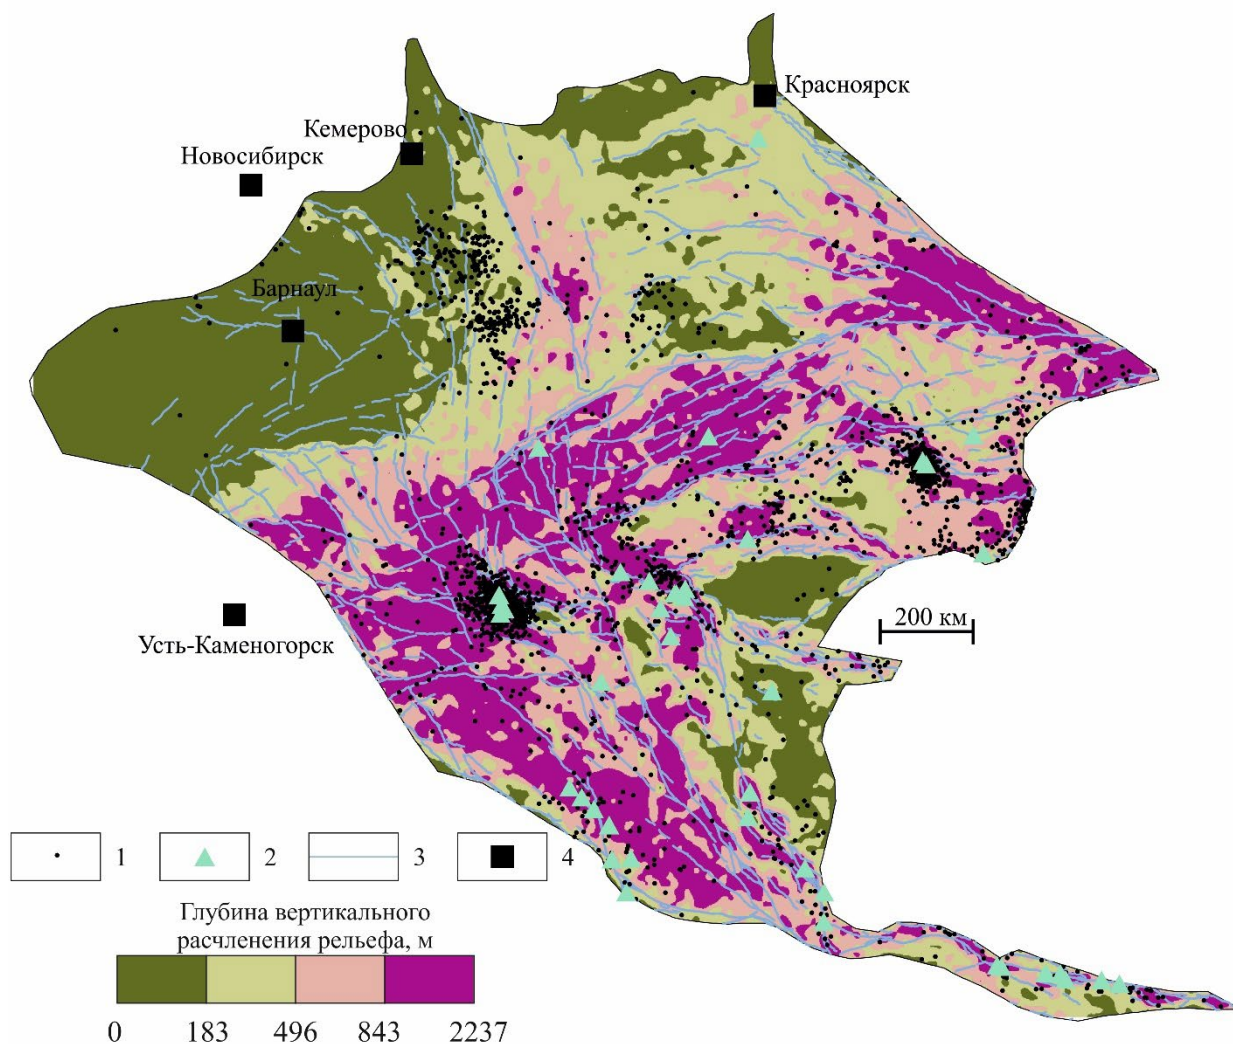 Красноярск
Кемерово
Новосибирск
Барнаул
Усть-Каменогорск
200 км
1 2 3 4
Глубина вертикального
расчленения рельефа, м
0 183 496 843 2237